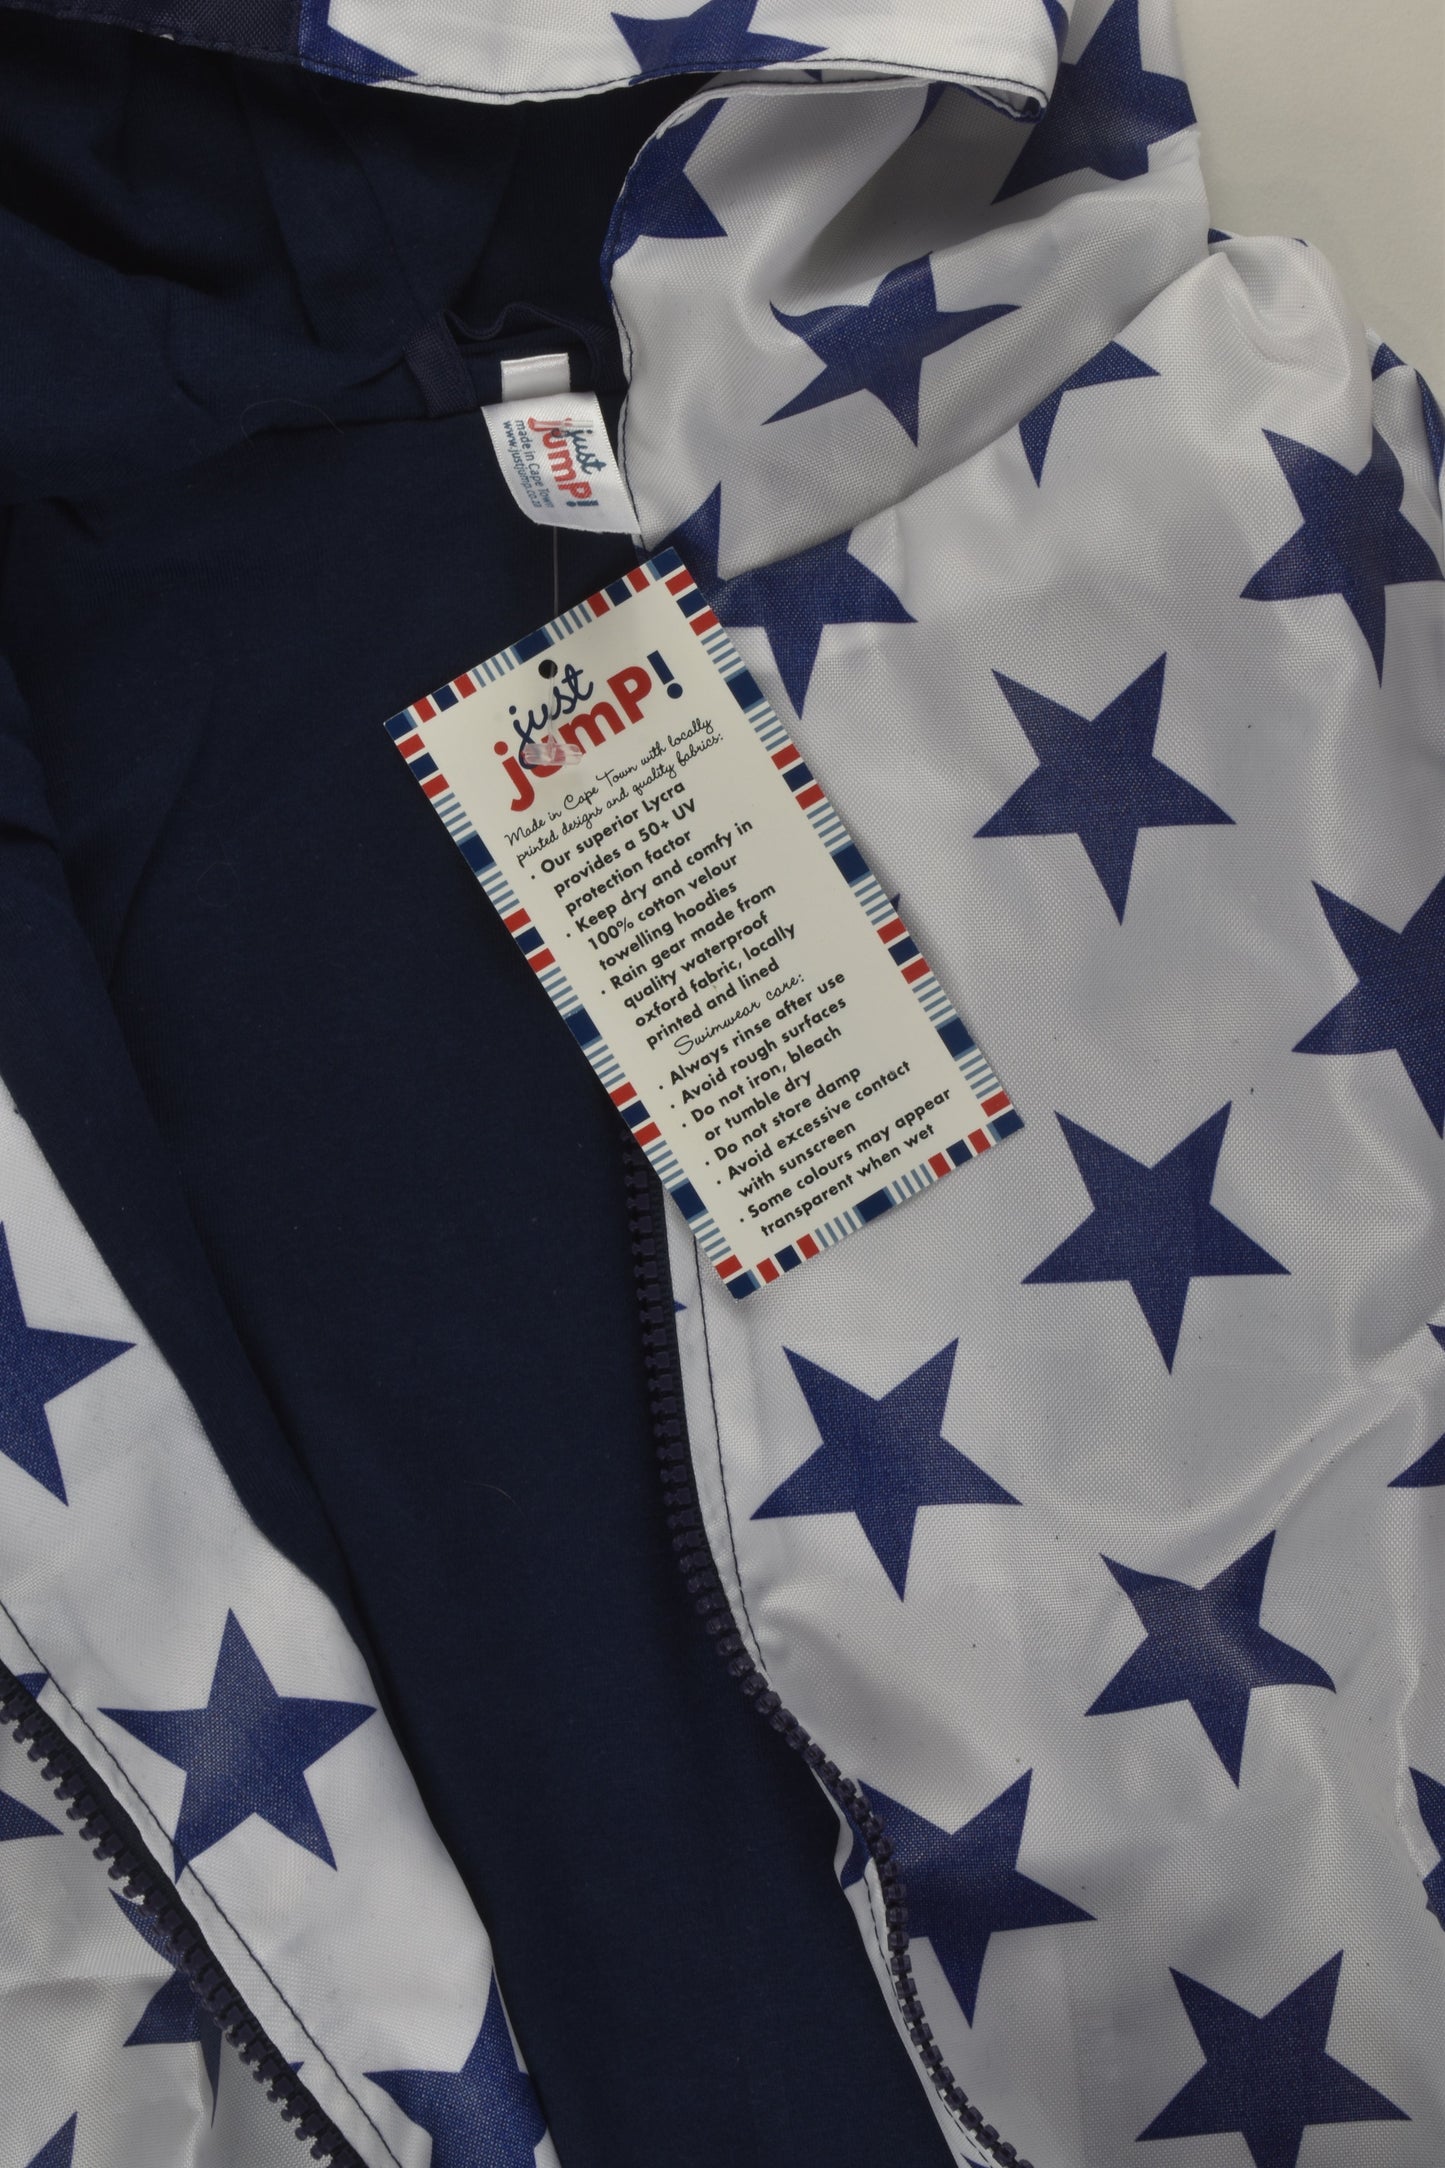 just
jump!
made in Cape Town
www.justjump.co.za
just
jump!
Made in Cape Town with locally
printed designs and quality fabrics:
· Our superior Lycra
provides a 50+ UV
protection factor
· Keep dry and comfy in
100% cotton velour
towelling hoodies
· Rain gear made from
quality waterproof
oxford fabric, locally
printed and lined
Swimwear care:
· Always rinse after use
· Avoid rough surfaces
· Do not iron, bleach
or tumble dry
· Do not store damp
· Avoid excessive contact
with sunscreen
· Some colours may appear
transparent when wet